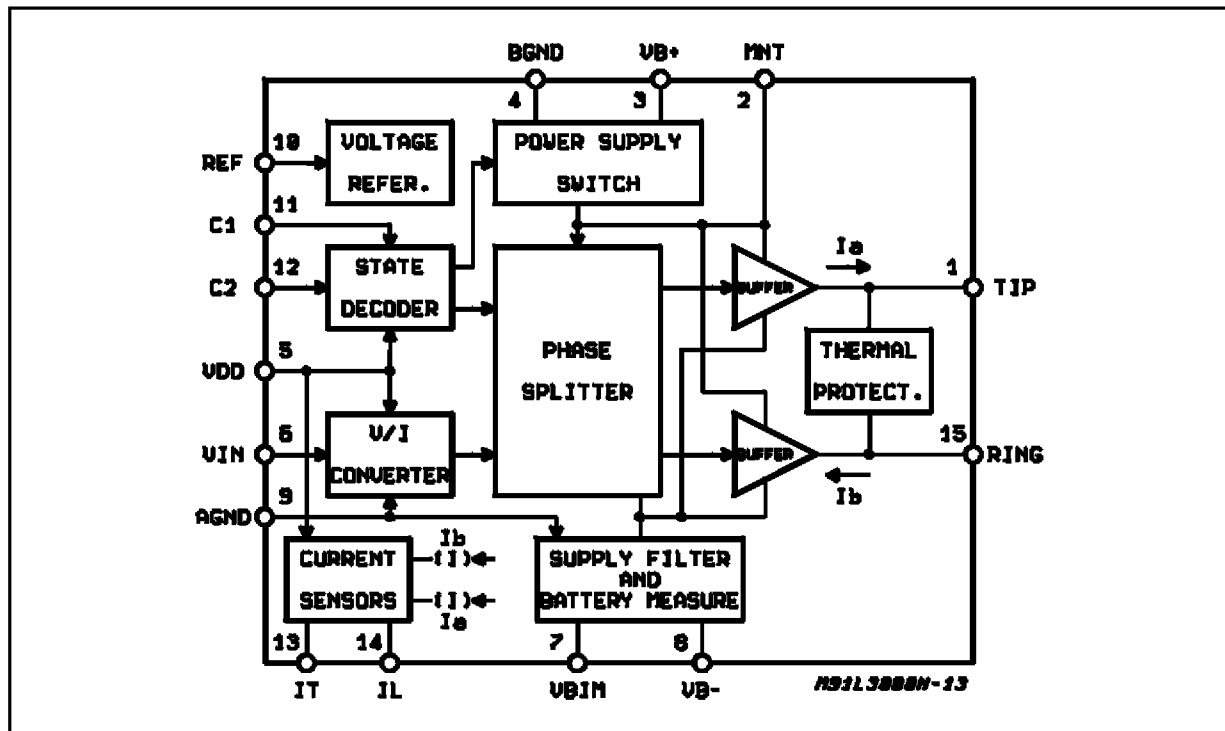 BGND VB+ MNT
4 3 2
10
REF
VOLTAGE
REFER.
POWER SUPPLY
SWITCH
11
C1
12
C2
STATE
DECODER
Ia
1
TIP
BUFFER
5
VDD
PHASE
SPLITTER
THERMAL
PROTECT.
6
VIN
V/I
CONVERTER
BUFFER
15
RING
Ib
9
AGND
CURRENT
SENSORS
Ib
(I)
(I)
Ia
SUPPLY FILTER
AND
BATTERY MEASURE
13 14 7 8
IT IL VBIM VB-
M91L3000N-13